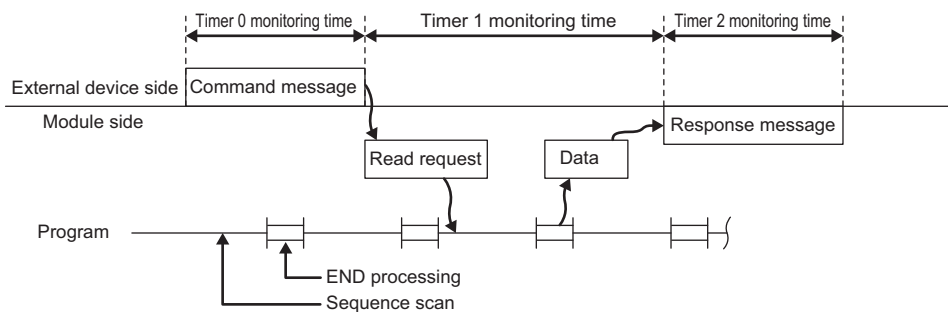 Timer 0 monitoring time
Timer 1 monitoring time
Timer 2 monitoring time
External device side
Command message
Module side
Response message
Read request
Data
Program
END processing
Sequence scan